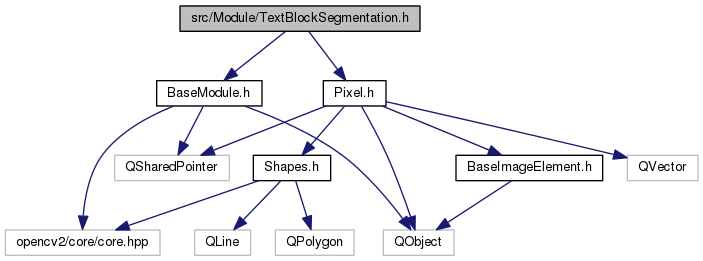 src/Module/TextBlockSegmentation.h
BaseModule.h
Pixel.h
QSharedPointer
Shapes.h
BaseImageElement.h
QVector
opencv2/core/core.hpp
QLine
QPolygon
QObject